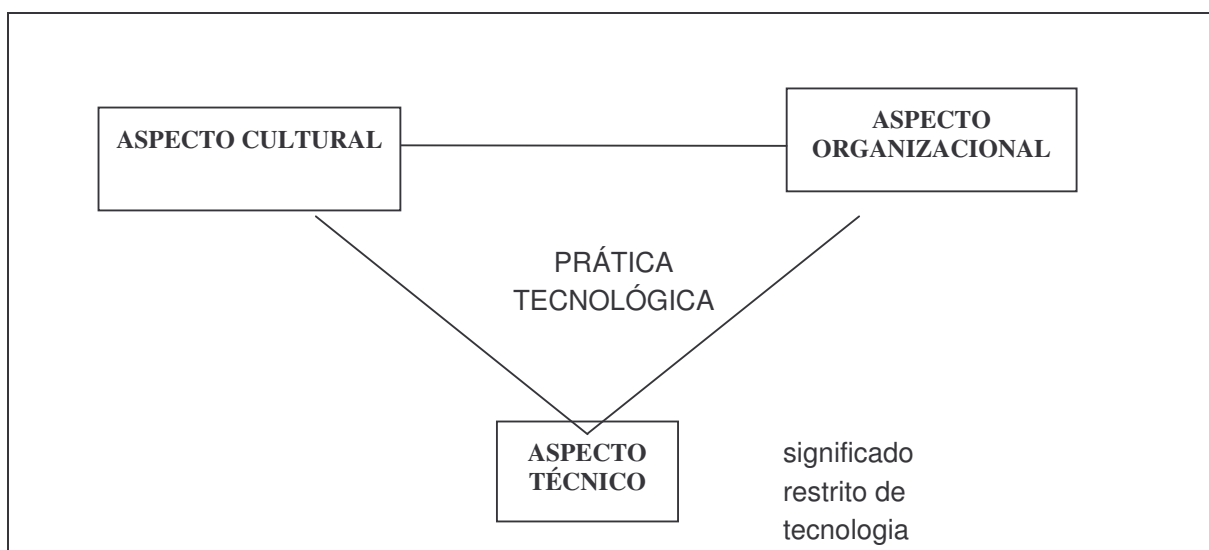 ASPECTO CULTURAL
ASPECTO
ORGANIZACIONAL
PRÁTICA
TECNOLÓGICA
ASPECTO
TÉCNICO
significado
restrito de
tecnologia